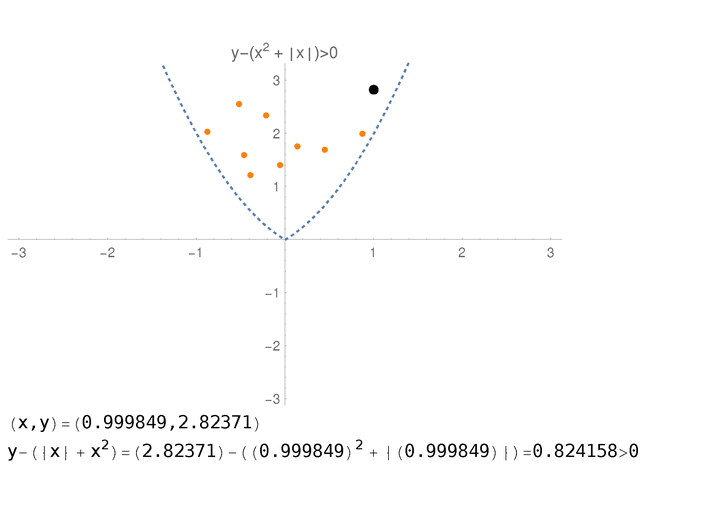 y−(x² + |x|)>0
3
2
1
−3 −2 −1 1 2 3
−1
−2
−3
(x,y)=(0.999849,2.82371)
y−(|x| + x²)=(2.82371)−((0.999849)² + |(0.999849)|)=0.824158>0